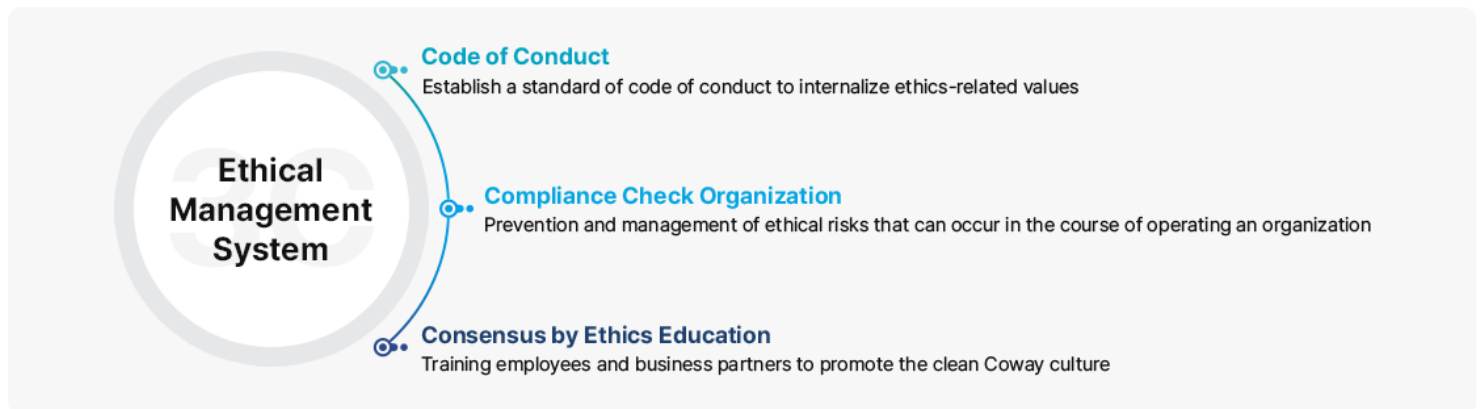 3C
Ethical
Management
System
Code of Conduct
Establish a standard of code of conduct to internalize ethics-related values
Compliance Check Organization
Prevention and management of ethical risks that can occur in the course of operating an organization
Consensus by Ethics Education
Training employees and business partners to promote the clean Coway culture